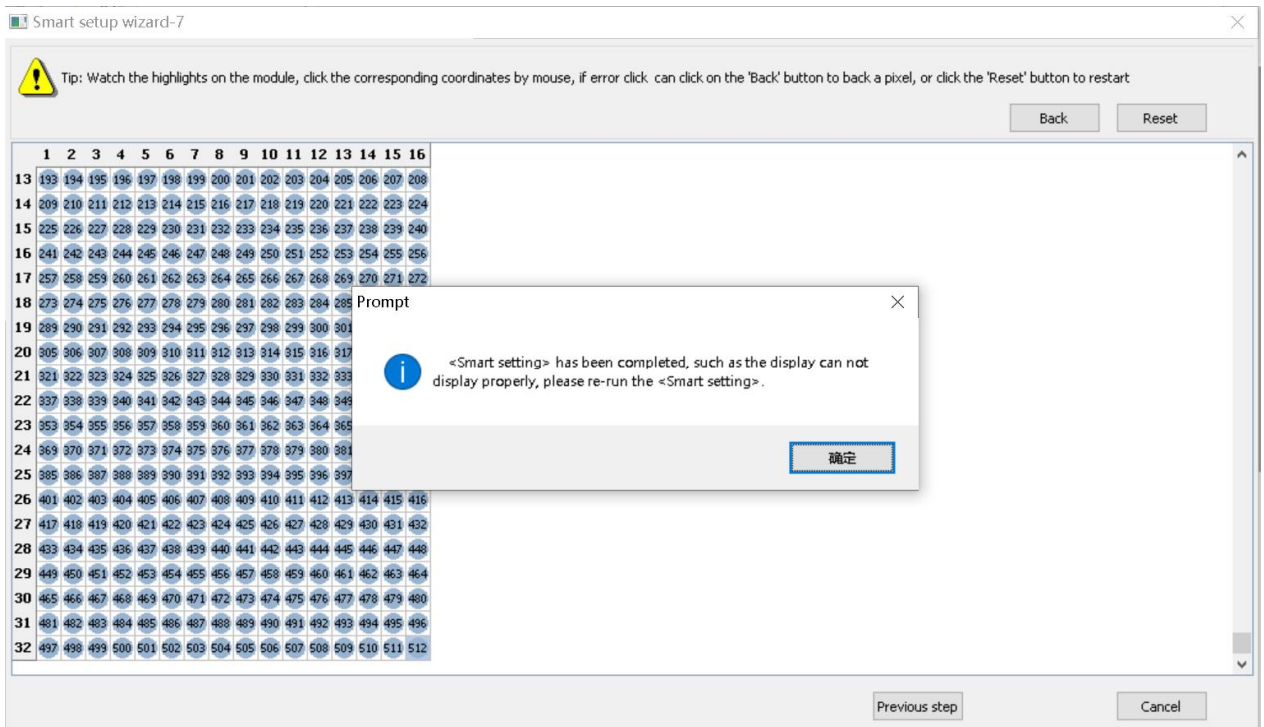 Smart setup wizard-7
Tip: Watch the highlights on the module, click the corresponding coordinates by mouse, if error click can click on the 'Back' button to back a pixel, or click the 'Reset' button to restart
Back Reset
1 2 3 4 5 6 7 8 9 10 11 12 13 14 15 16
13 193 194 195 196 197 198 199 200 201 202 203 204 205 206 207 208
14 209 210 211 212 213 214 215 216 217 218 219 220 221 222 223 224
15 225 226 227 228 229 230 231 232 233 234 235 236 237 238 239 240
16 241 242 243 244 245 246 247 248 249 250 251 252 253 254 255 256
17 257 258 259 260 261 262 263 264 265 266 267 268 269 270 271 272
18 273 274 275 276 277 278 279 280 281 282 283 284 285
19 289 290 291 292 293 294 295 296 297 298 299 300 301
20 305 306 307 308 309 310 311 312 313 314 315 316 317
21 321 322 323 324 325 326 327 328 329 330 331 332 333
22 337 338 339 340 341 342 343 344 345 346 347 348 349
23 353 354 355 356 357 358 359 360 361 362 363 364 365
24 369 370 371 372 373 374 375 376 377 378 379 380 381
25 385 386 387 388 389 390 391 392 393 394 395 396 397
26 401 402 403 404 405 406 407 408 409 410 411 412 413 414 415 416
27 417 418 419 420 421 422 423 424 425 426 427 428 429 430 431 432
28 433 434 435 436 437 438 439 440 441 442 443 444 445 446 447 448
29 449 450 451 452 453 454 455 456 457 458 459 460 461 462 463 464
30 465 466 467 468 469 470 471 472 473 474 475 476 477 478 479 480
31 481 482 483 484 485 486 487 488 489 490 491 492 493 494 495 496
32 497 498 499 500 501 502 503 504 505 506 507 508 509 510 511 512
Prompt
<Smart setting> has been completed, such as the display can not
display properly, please re-run the <Smart setting>.
确定
Previous step Cancel